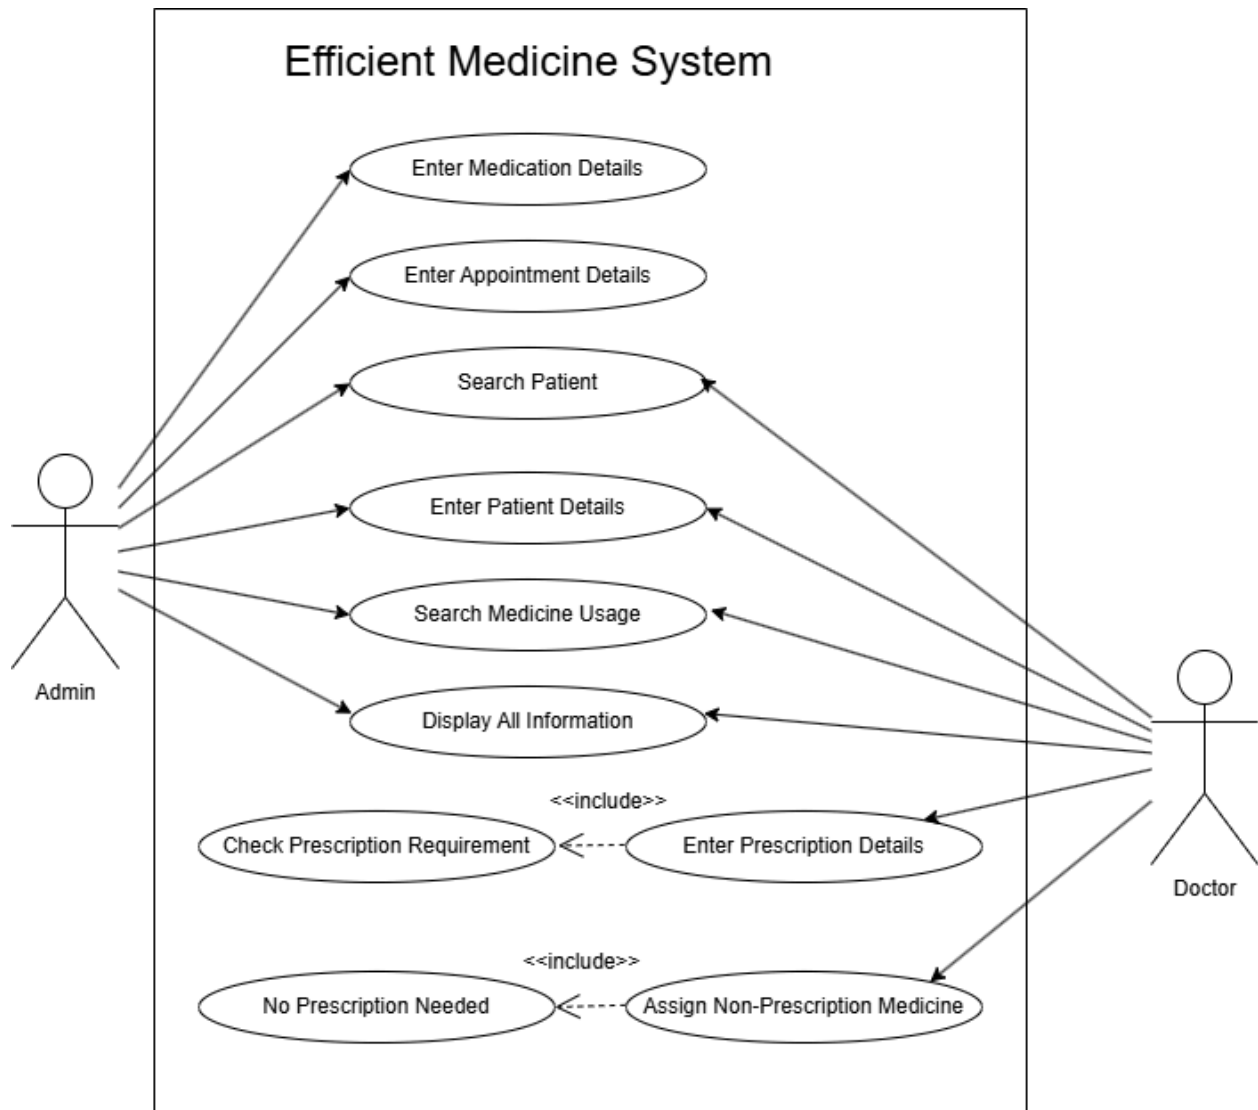 Efficient Medicine System
Enter Medication Details
Enter Appointment Details
Search Patient
Enter Patient Details
Search Medicine Usage
Admin
Display All Information
<<include>>
Check Prescription Requirement
Enter Prescription Details
Doctor
<<include>>
No Prescription Needed
Assign Non-Prescription Medicine